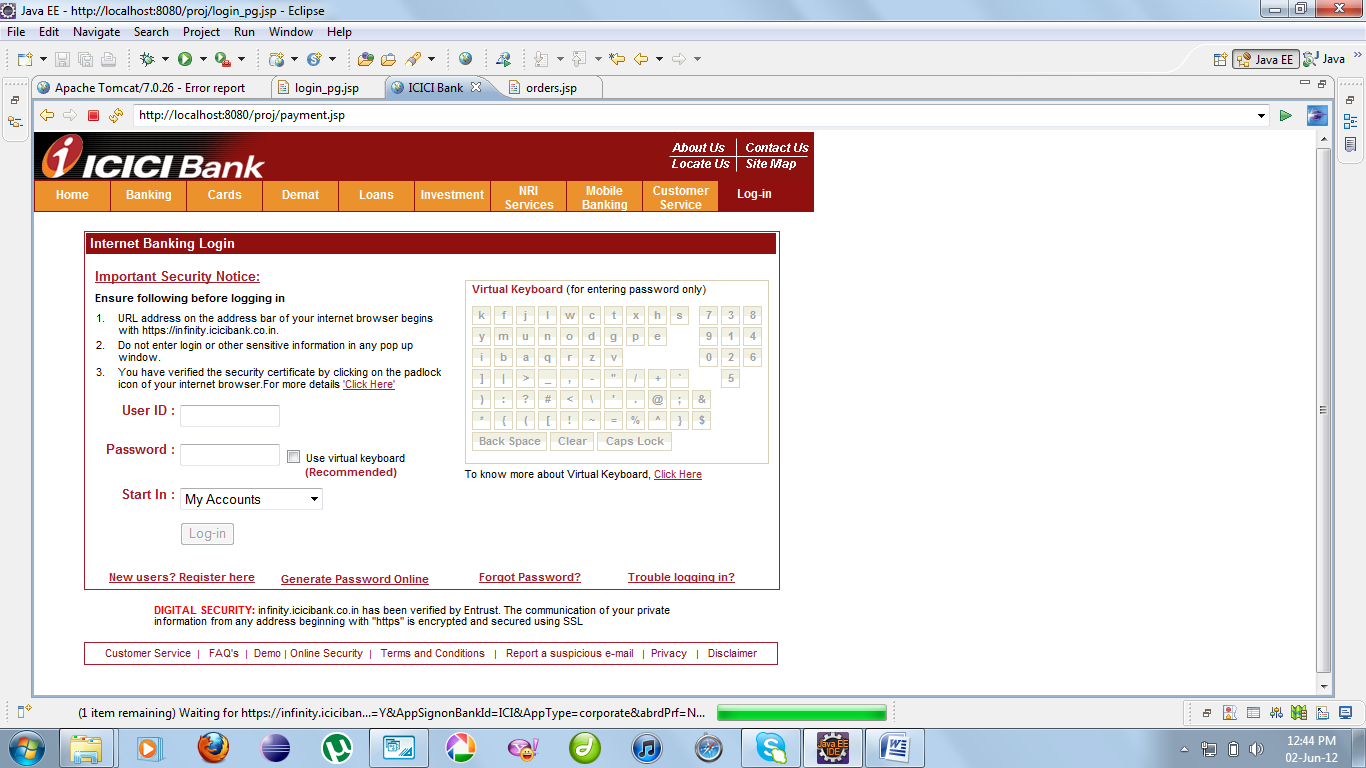 Java EE - http://localhost:8080/proj/login_pg.jsp - Eclipse
File Edit Navigate Search Project Run Window Help
Java EE Java
Apache Tomcat/7.0.26 - Error report login_pg.jsp ICICI Bank orders.jsp
http://localhost:8080/proj/payment.jsp
ICICI Bank
About Us Contact Us
Locate Us Site Map
Home Banking Cards Demat Loans Investment NRI Services Mobile Banking Customer Service Log-in
Internet Banking Login
Important Security Notice:
Ensure following before logging in
1. URL address on the address bar of your internet browser begins
with https://infinity.icicibank.co.in.
2. Do not enter login or other sensitive information in any pop up
window.
3. You have verified the security certificate by clicking on the padlock
icon of your internet browser.For more details 'Click Here'
User ID :
Password :
Use virtual keyboard
(Recommended)
Start In : My Accounts
Log-in
Virtual Keyboard (for entering password only)
k f j l w c t x h s 7 3 8
y m u n o d g p e 9 1 4
i b a q r z v 0 2 6
] | > _ , - " / + ` 5
) : ? # < \ ' . @ ; &
* { ( [ ! ~ = % ^ } $
Back Space Clear Caps Lock
To know more about Virtual Keyboard, Click Here
New users? Register here Generate Password Online Forgot Password? Trouble logging in?
DIGITAL SECURITY: infinity.icicibank.co.in has been verified by Entrust. The communication of your private
information from any address beginning with "https" is encrypted and secured using SSL
Customer Service | FAQ's | Demo | Online Security | Terms and Conditions | Report a suspicious e-mail | Privacy | Disclaimer
(1 item remaining) Waiting for https://infinity.iciciban...=Y&AppSignonBankId=ICI&AppType=corporate&abrdPrf=N...
Java EE
IDE
12:44 PM
02-Jun-12